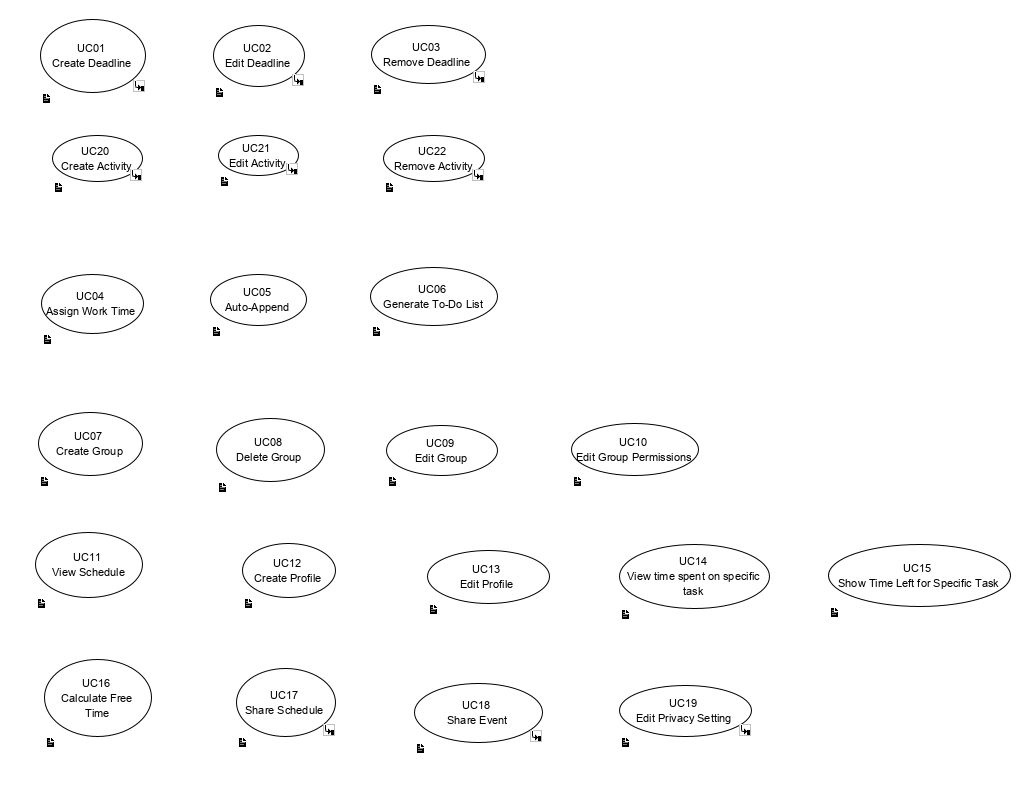 UC01
Create Deadline
UC02
Edit Deadline
UC03
Remove Deadline
UC20
Create Activity
UC21
Edit Activity
UC22
Remove Activity
UC04
Assign Work Time
UC05
Auto-Append
UC06
Generate To-Do List
UC07
Create Group
UC08
Delete Group
UC09
Edit Group
UC10
Edit Group Permissions
UC11
View Schedule
UC12
Create Profile
UC13
Edit Profile
UC14
View time spent on specific
task
UC15
Show Time Left for Specific Task
UC16
Calculate Free
Time
UC17
Share Schedule
UC18
Share Event
UC19
Edit Privacy Setting